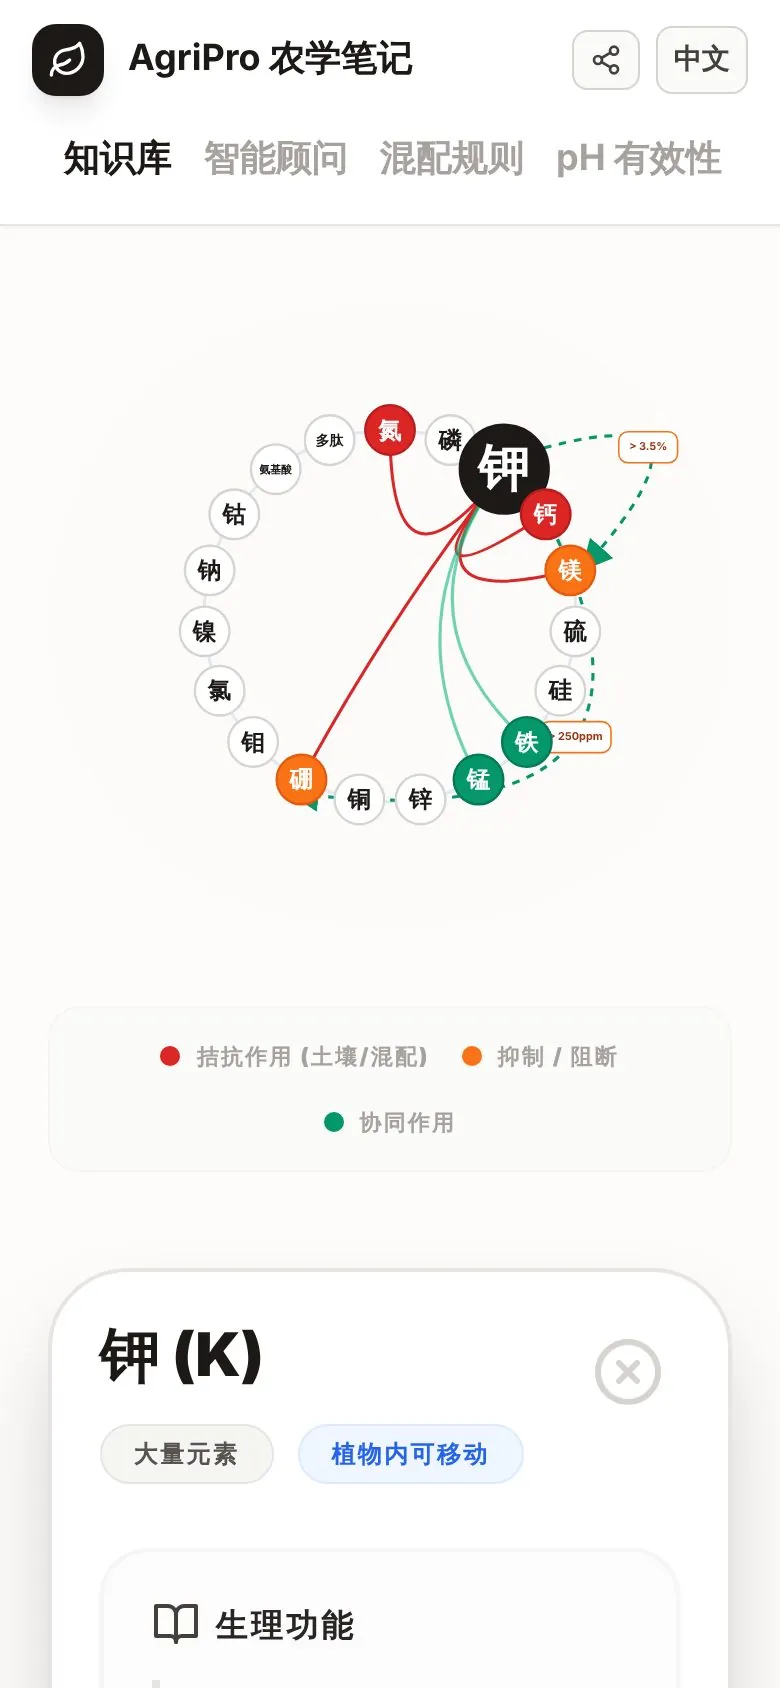 AgriPro 农学笔记
中文
知识库 智能顾问 混配规则 pH 有效性
氮
多肽
磷
钾
> 3.5%
氨基酸
钴
钙
钠
镁
镍
硫
氯
硅
钼
铁
> 250ppm
硼
锰
铜
锌
拮抗作用 (土壤/混配) 抑制 / 阻断
协同作用
钾 (K)
大量元素 植物内可移动
生理功能